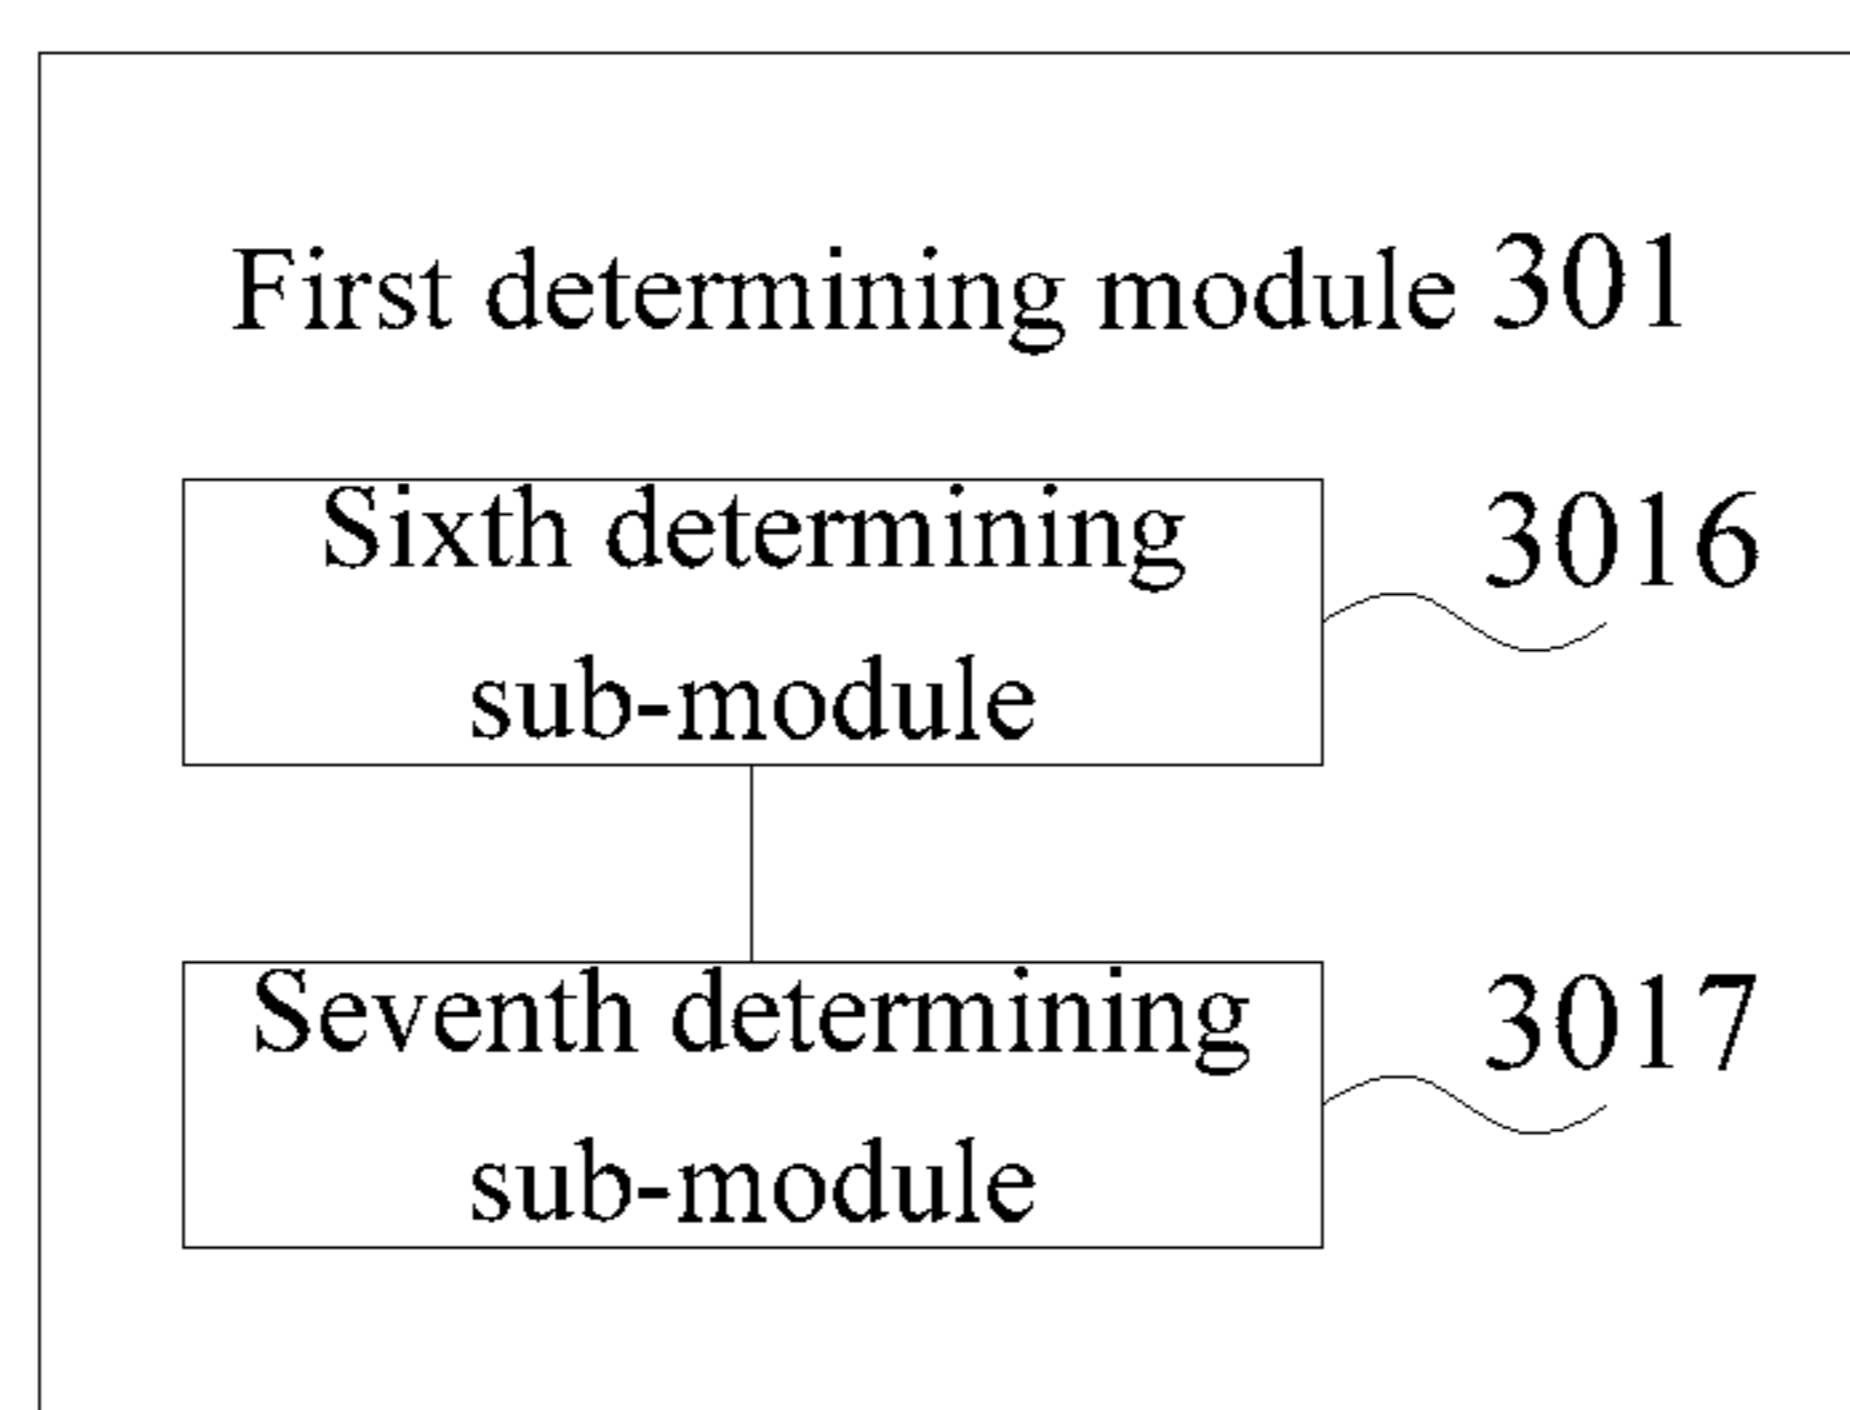 First determining module 301
Sixth determining
sub-module
3016
Seventh determining
sub-module
3017